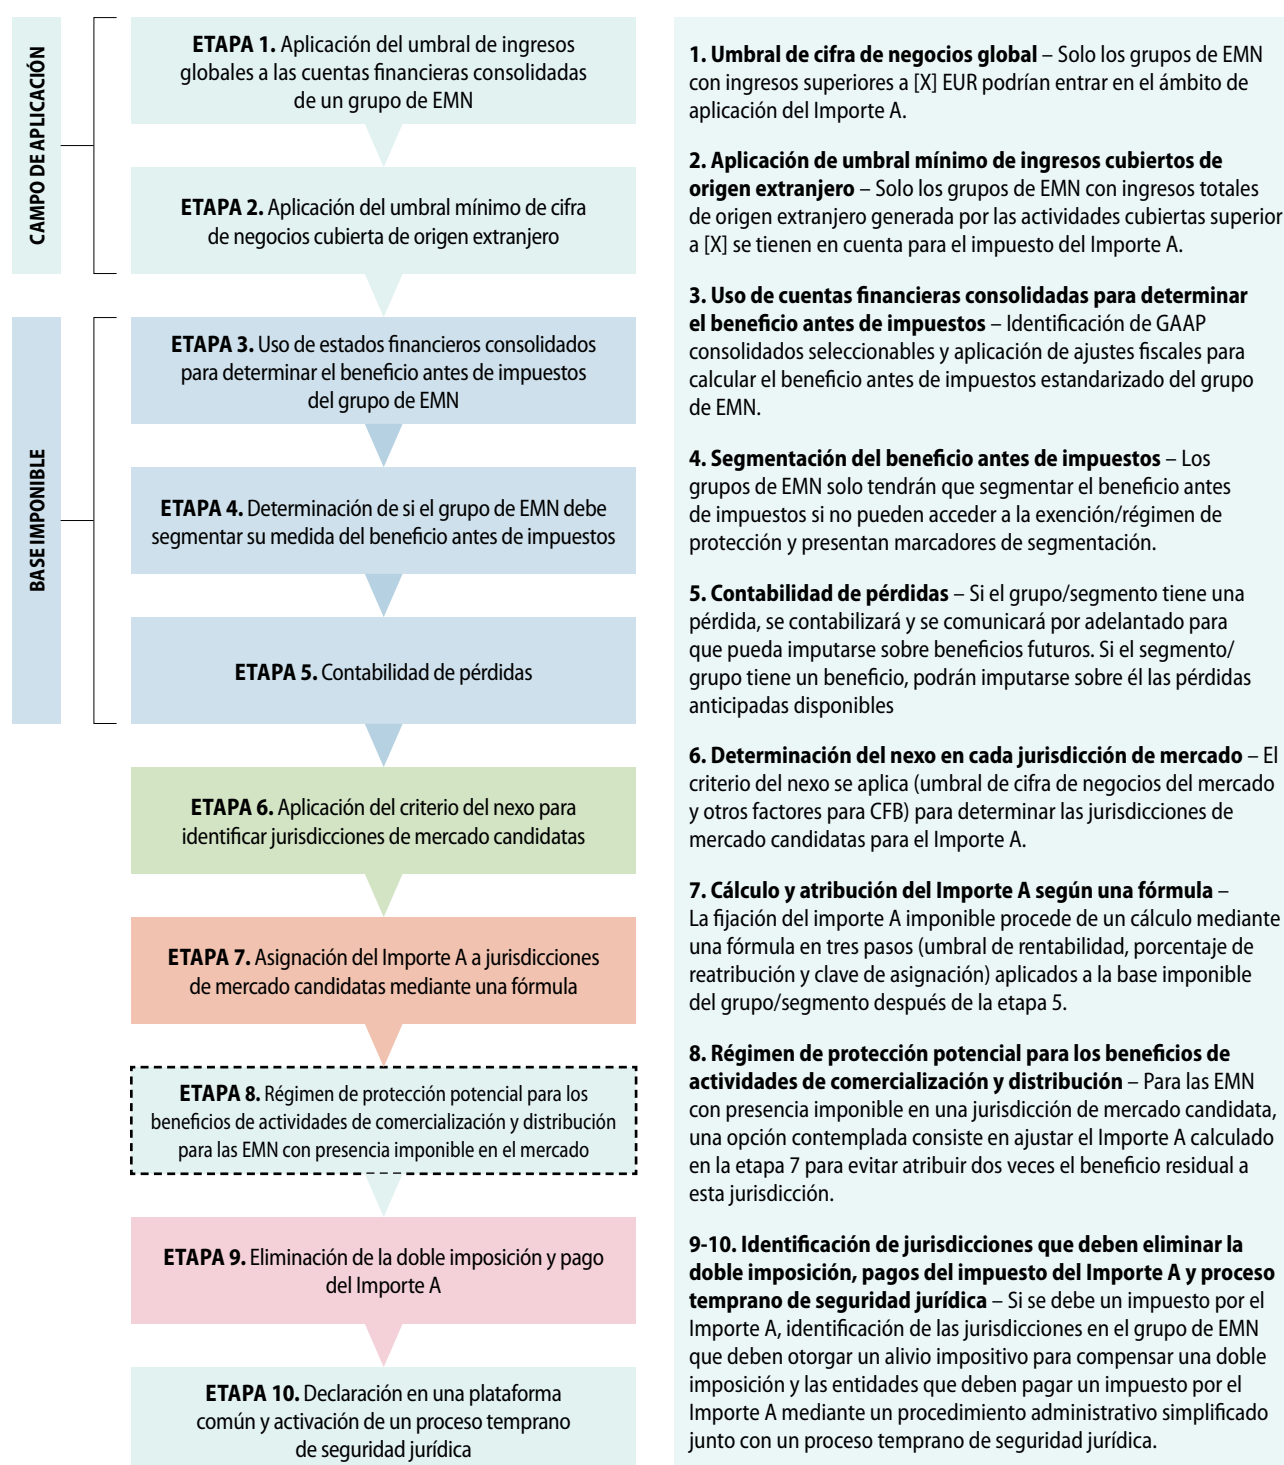 CAMPO DE APLICACIÓN
ETAPA 1. Aplicación del umbral de ingresos
globales a las cuentas financieras consolidadas
de un grupo de EMN
ETAPA 2. Aplicación del umbral mínimo de cifra
de negocios cubierta de origen extranjero
BASE IMPONIBLE
ETAPA 3. Uso de estados financieros consolidados
para determinar el beneficio antes de impuestos
del grupo de EMN
ETAPA 4. Determinación de si el grupo de EMN debe
segmentar su medida del beneficio antes de impuestos
ETAPA 5. Contabilidad de pérdidas
ETAPA 6. Aplicación del criterio del nexo para
identificar jurisdicciones de mercado candidatas
ETAPA 7. Asignación del Importe A a jurisdicciones
de mercado candidatas mediante una fórmula
ETAPA 8. Régimen de protección potencial para los
beneficios de actividades de comercialización y distribución
para las EMN con presencia imponible en el mercado
ETAPA 9. Eliminación de la doble imposición y pago
del Importe A
ETAPA 10. Declaración en una plataforma
común y activación de un proceso temprano
de seguridad jurídica
1. Umbral de cifra de negocios global – Solo los grupos de EMN
con ingresos superiores a [X] EUR podrían entrar en el ámbito de
aplicación del Importe A.
2. Aplicación de umbral mínimo de ingresos cubiertos de
origen extranjero – Solo los grupos de EMN con ingresos totales
de origen extranjero generada por las actividades cubiertas superior
a [X] se tienen en cuenta para el impuesto del Importe A.
3. Uso de cuentas financieras consolidadas para determinar
el beneficio antes de impuestos – Identificación de GAAP
consolidados seleccionables y aplicación de ajustes fiscales para
calcular el beneficio antes de impuestos estandarizado del grupo
de EMN.
4. Segmentación del beneficio antes de impuestos – Los
grupos de EMN solo tendrán que segmentar el beneficio antes
de impuestos si no pueden acceder a la exención/régimen de
protección y presentan marcadores de segmentación.
5. Contabilidad de pérdidas – Si el grupo/segmento tiene una
pérdida, se contabilizará y se comunicará por adelantado para
que pueda imputarse sobre beneficios futuros. Si el segmento/
grupo tiene un beneficio, podrán imputarse sobre él las pérdidas
anticipadas disponibles
6. Determinación del nexo en cada jurisdicción de mercado – El
criterio del nexo se aplica (umbral de cifra de negocios del mercado
y otros factores para CFB) para determinar las jurisdicciones de
mercado candidatas para el Importe A.
7. Cálculo y atribución del Importe A según una fórmula –
La fijación del importe A imponible procede de un cálculo mediante
una fórmula en tres pasos (umbral de rentabilidad, porcentaje de
reatribución y clave de asignación) aplicados a la base imponible
del grupo/segmento después de la etapa 5.
8. Régimen de protección potencial para los beneficios de
actividades de comercialización y distribución – Para las EMN
con presencia imponible en una jurisdicción de mercado candidata,
una opción contemplada consiste en ajustar el Importe A calculado
en la etapa 7 para evitar atribuir dos veces el beneficio residual a
esta jurisdicción.
9-10. Identificación de jurisdicciones que deben eliminar la
doble imposición, pagos del impuesto del Importe A y proceso
temprano de seguridad jurídica – Si se debe un impuesto por el
Importe A, identificación de las jurisdicciones en el grupo de EMN
que deben otorgar un alivio impositivo para compensar una doble
imposición y las entidades que deben pagar un impuesto por el
Importe A mediante un procedimiento administrativo simplificado
junto con un proceso temprano de seguridad jurídica.